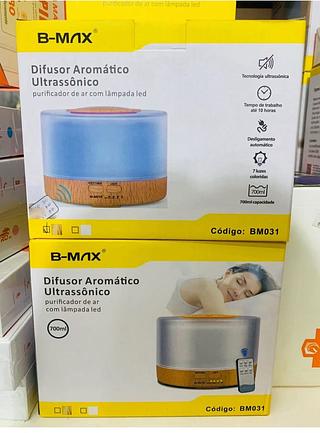 B-MAX®
Difusor Aromático
Ultrassônico
purificador de ar com lâmpada led
Tecnologia ultrassônica
Tempo de trabalho
até 10 horas
Desligamento
automático
7 luzes
coloridas
700ml
700ml capacidade
B-MAX
Código: BM031
B-MAX®
Difusor Aromático
Ultrassônico
purificador de ar
com lâmpada led
700ml
Código: BM031